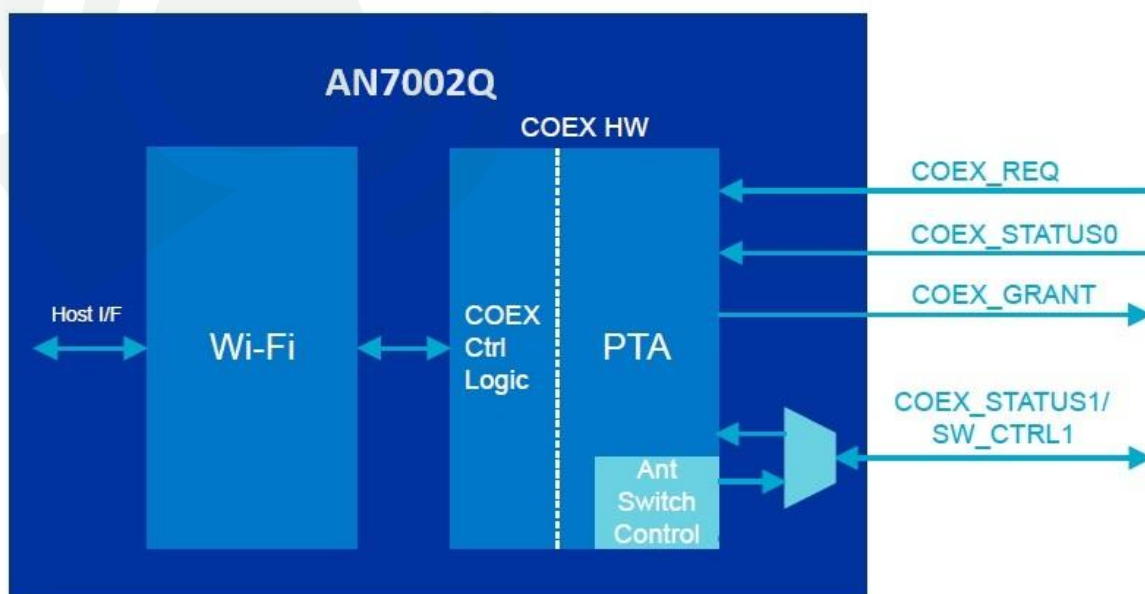 AN7002Q
COEX HW
COEX_REQ
COEX_STATUS0
COEX_GRANT
Host I/F
Wi-Fi
COEX
Ctrl
Logic
PTA
COEX_STATUS1/
SW_CTRL1
Ant
Switch
Control